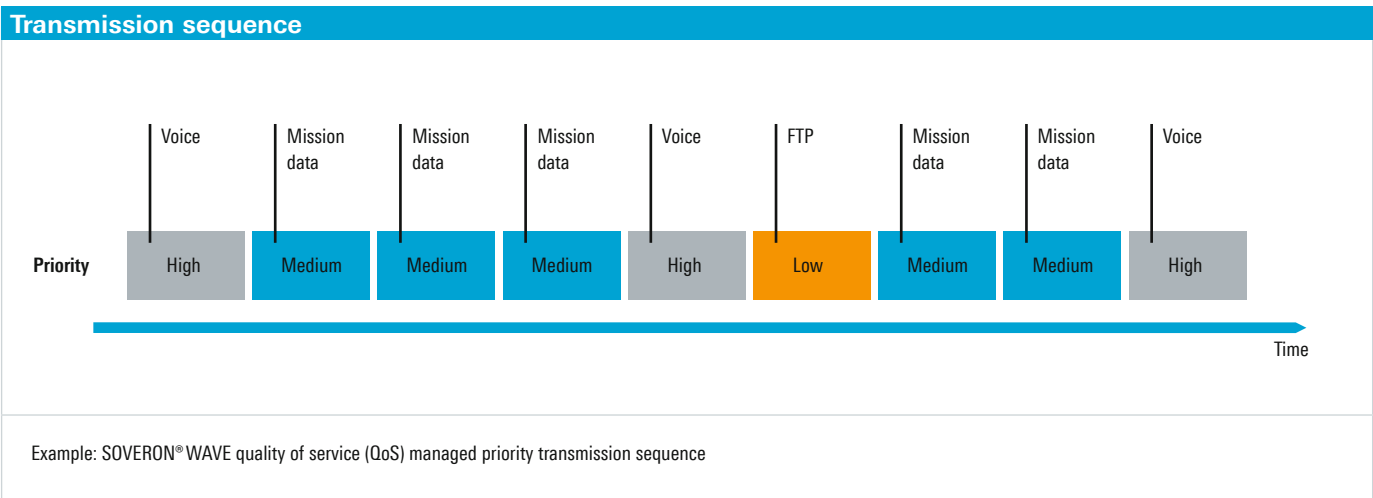 Transmission sequence
Voice
Mission
data
Mission
data
Mission
data
Voice
FTP
Mission
data
Mission
data
Voice
Priority
High
Medium
Medium
Medium
High
Low
Medium
Medium
High
Time
Example: SOVERON® WAVE quality of service (QoS) managed priority transmission sequence